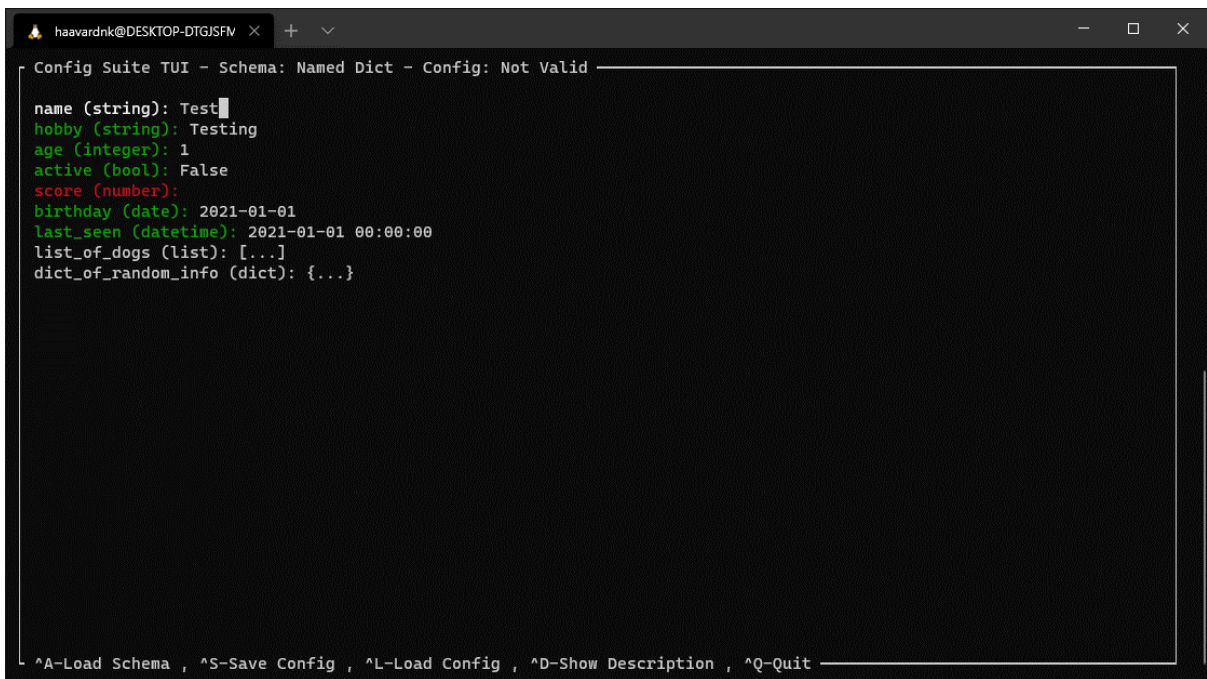 haavardnk@DESKTOP-DTGJSFM
Config Suite TUI - Schema: Named Dict - Config: Not Valid
name (string): Test
hobby (string): Testing
age (integer): 1
active (bool): False
score (number):
birthday (date): 2021-01-01
last_seen (datetime): 2021-01-01 00:00:00
list_of_dogs (list): [...]
dict_of_random_info (dict): {...}
^A-Load Schema , ^S-Save Config , ^L-Load Config , ^D-Show Description , ^Q-Quit